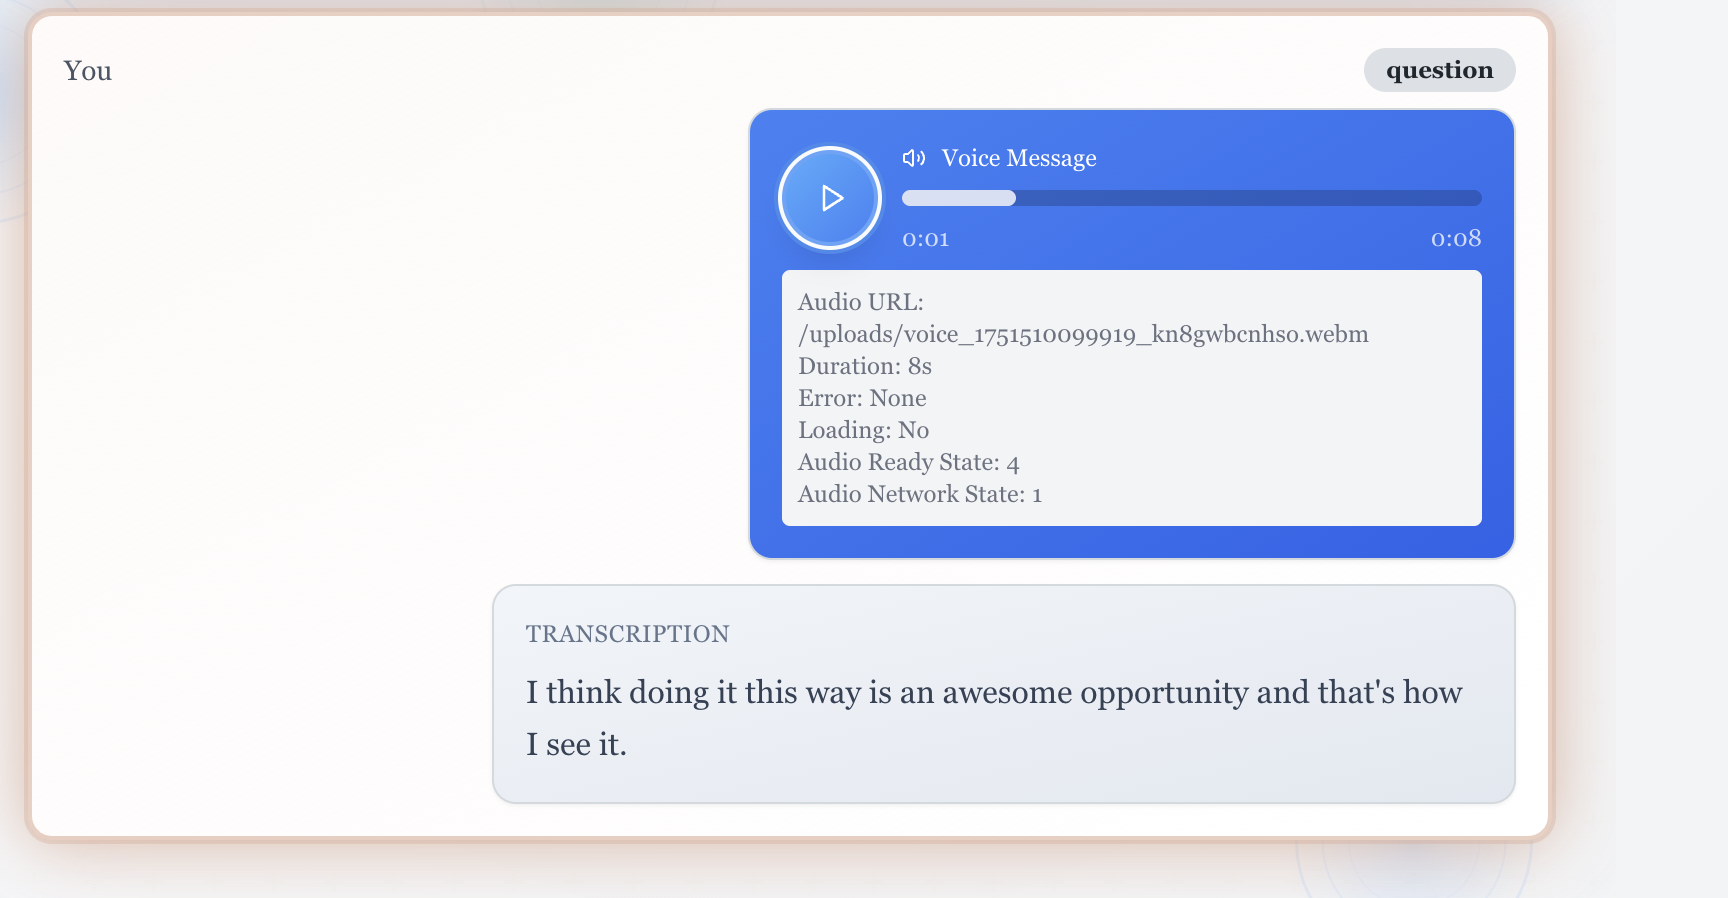 You
question
Voice Message
0:01
0:08
Audio URL:
/uploads/voice_1751510099919_kn8gwbcnhso.webm
Duration: 8s
Error: None
Loading: No
Audio Ready State: 4
Audio Network State: 1
TRANSCRIPTION
I think doing it this way is an awesome opportunity and that's how
I see it.